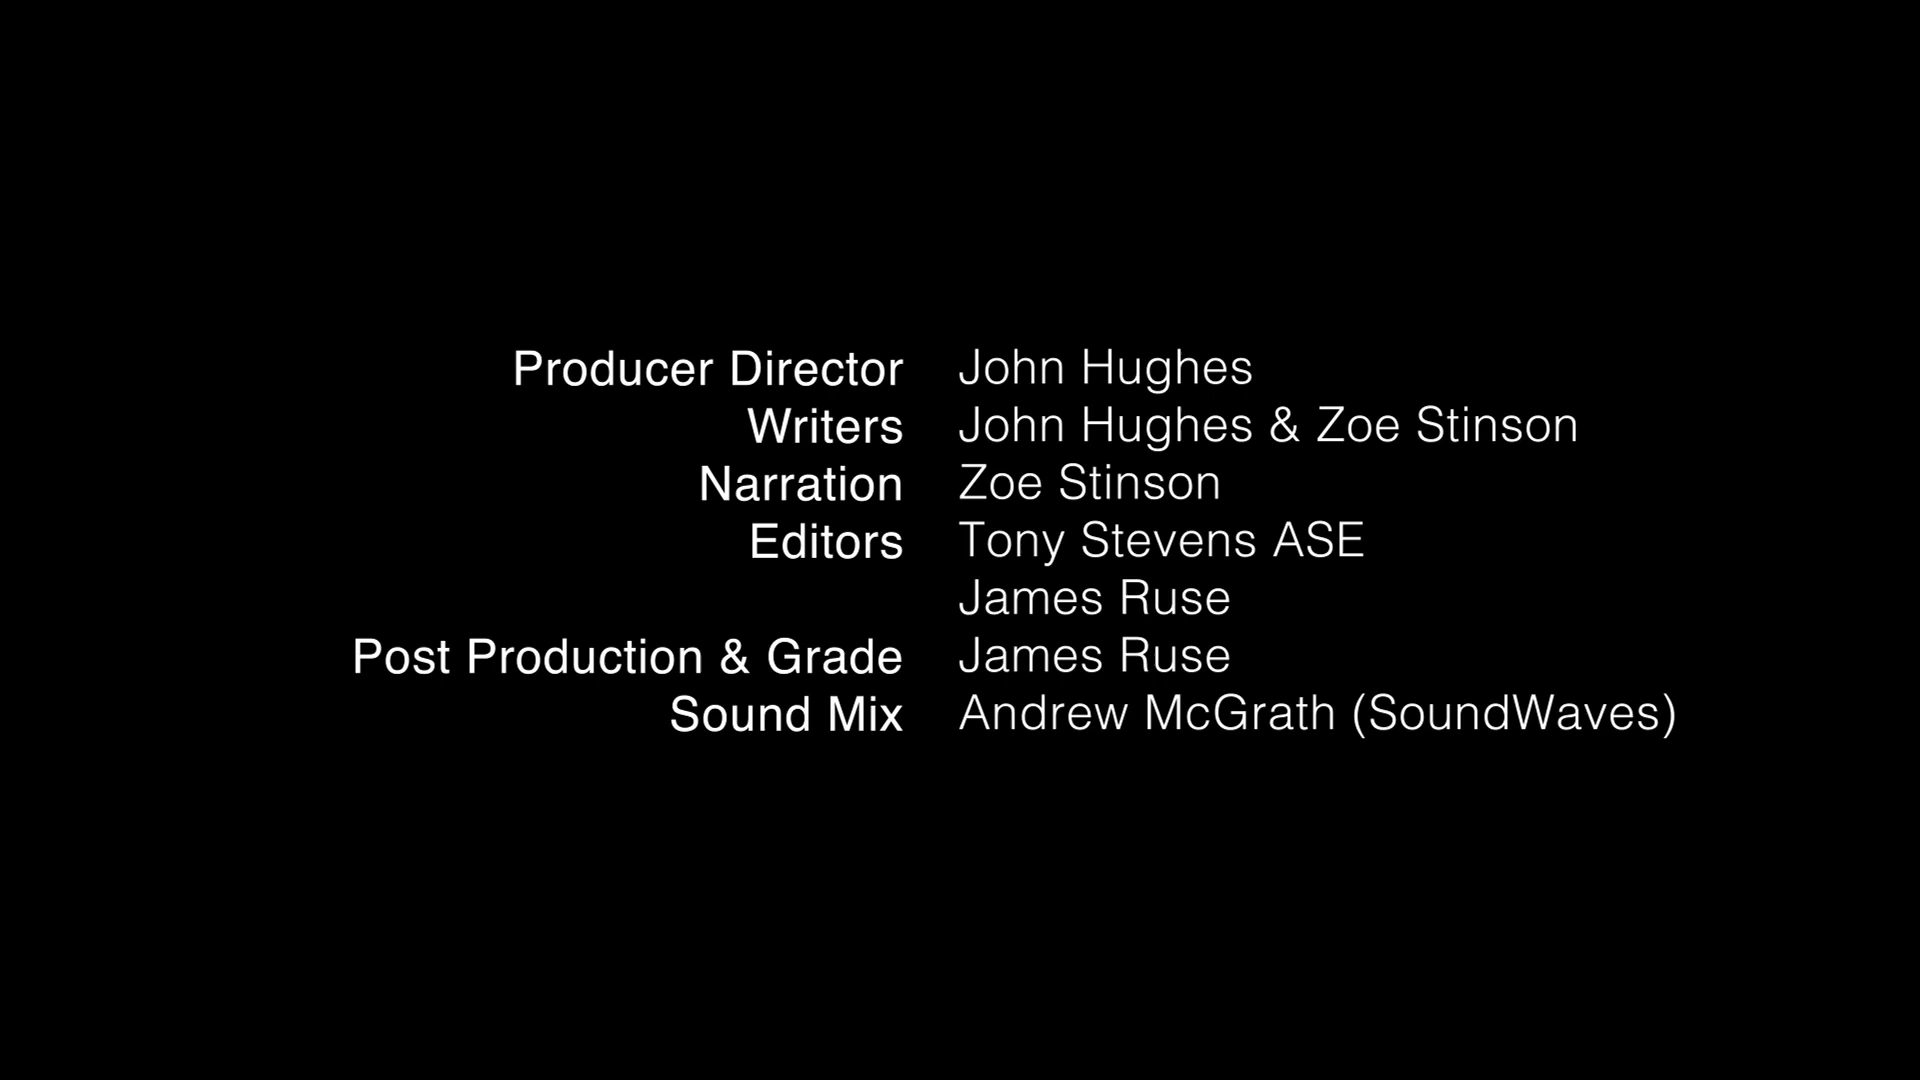 Producer Director John Hughes
Writers John Hughes & Zoe Stinson
Narration Zoe Stinson
Editors Tony Stevens ASE
James Ruse
Post Production & Grade James Ruse
Sound Mix Andrew McGrath (SoundWaves)